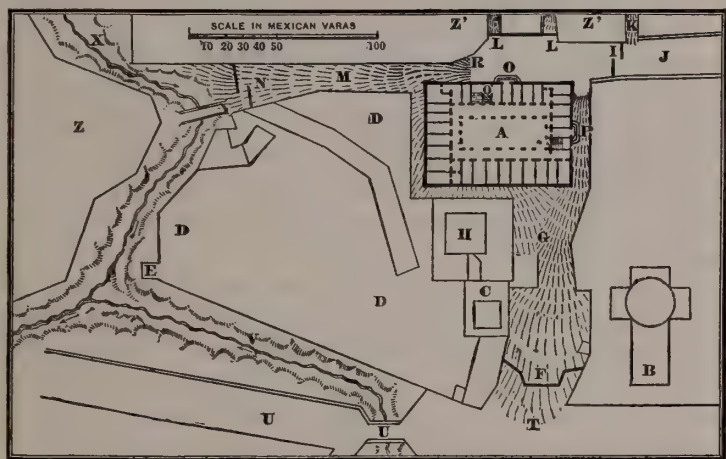 SCALE IN MEXICAN VARAS
10 20 30 40 50 100
X
Z' Z' K
L L
I J
R O
N M
Q
Z D A P
D G
H
E
D C
V
F B
U U T